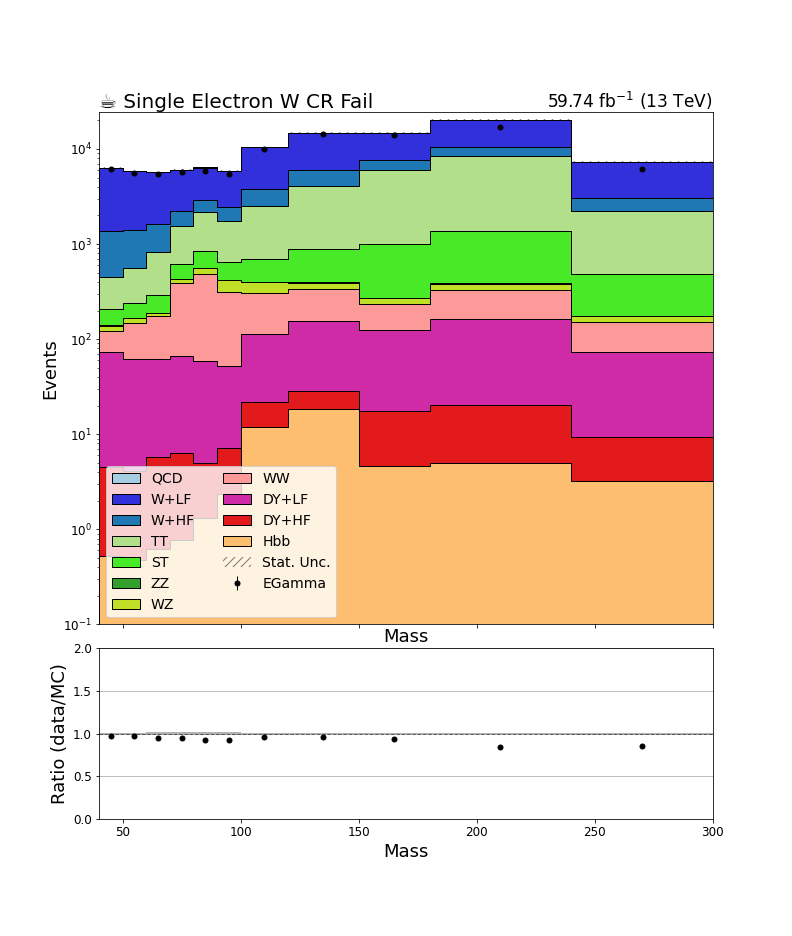 ☕ Single Electron W CR Fail
59.74 fb⁻¹ (13 TeV)
Events
10⁴
10³
10²
10¹
10⁰
10⁻¹
QCD
W+LF
W+HF
TT
ST
ZZ
WZ
WW
DY+LF
DY+HF
Hbb
Stat. Unc.
EGamma
Mass
Ratio (data/MC)
2.0
1.5
1.0
0.5
0.0
50 100 150 200 250 300
Mass